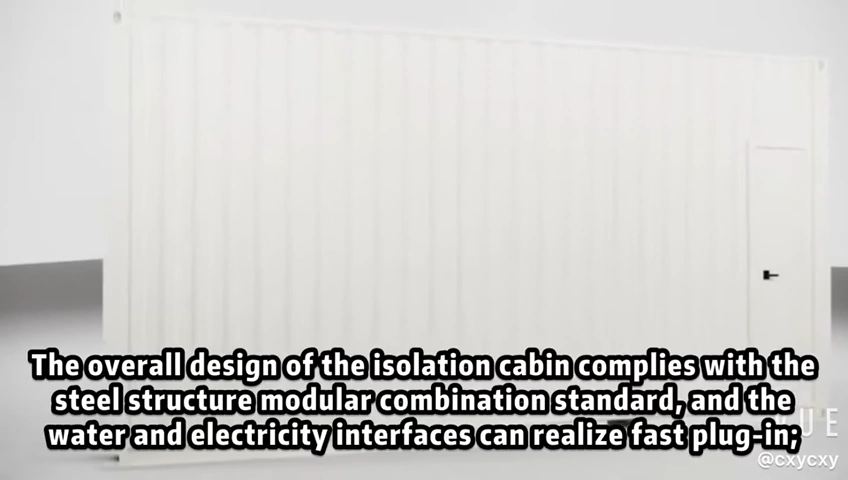 The overall design of the isolation cabin complies with the
steel structure modular combination standard, and the
water and electricity interfaces can realize fast plug-in;
UE
@cxycxy